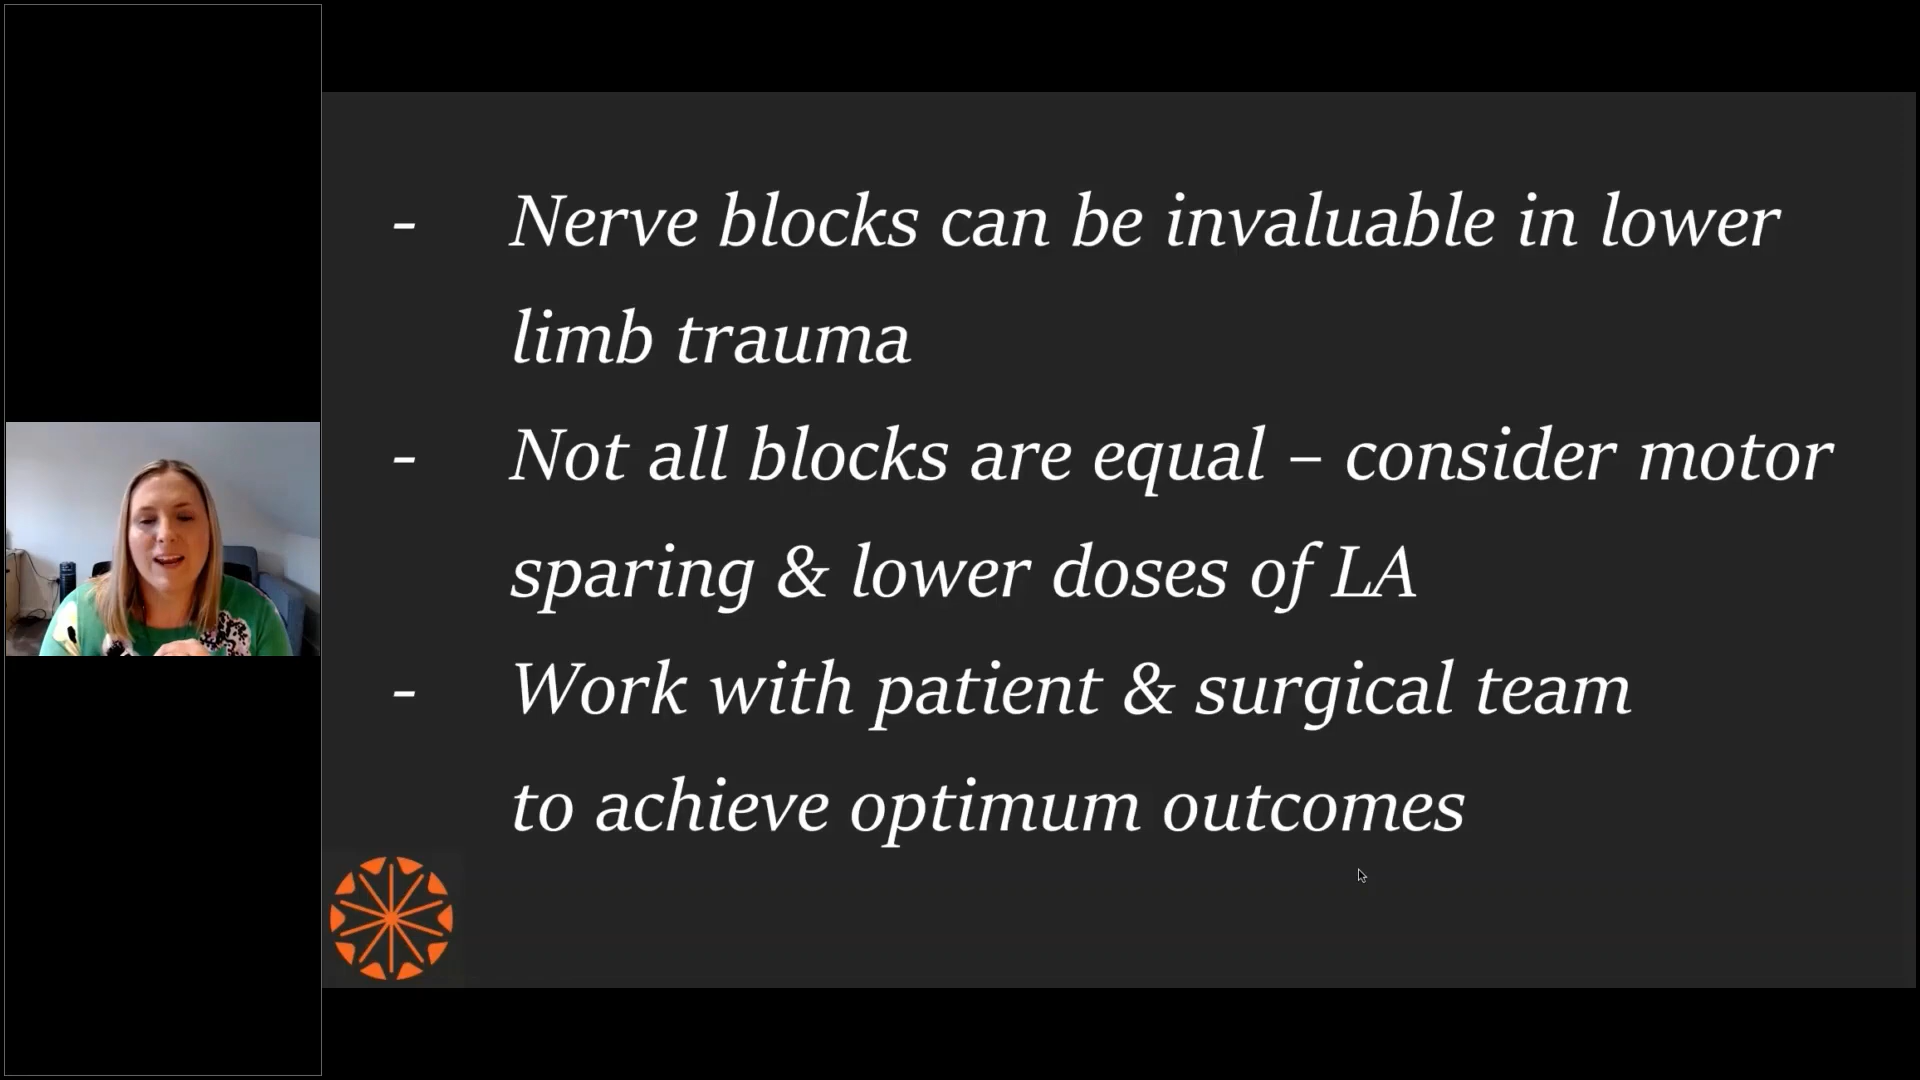 - Nerve blocks can be invaluable in lower
limb trauma
- Not all blocks are equal – consider motor
sparing & lower doses of LA
- Work with patient & surgical team
to achieve optimum outcomes